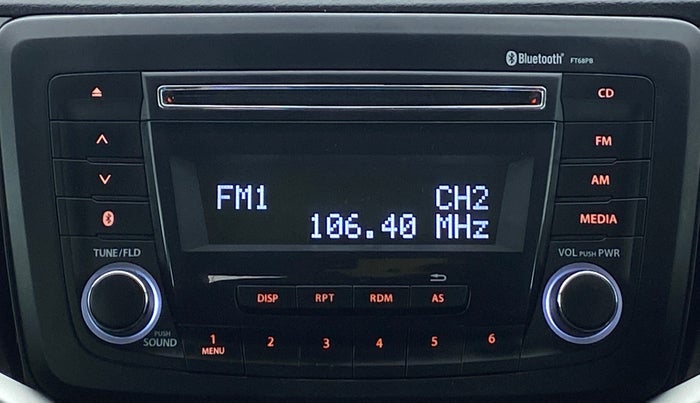 Bluetooth® FT68PB
CD
FM
AM
MEDIA
FM1 CH2
106.40 MHz
TUNE/FLD
VOL PUSH PWR
DISP RPT RDM AS
PUSH
SOUND
1 2 3 4 5 6
MENU